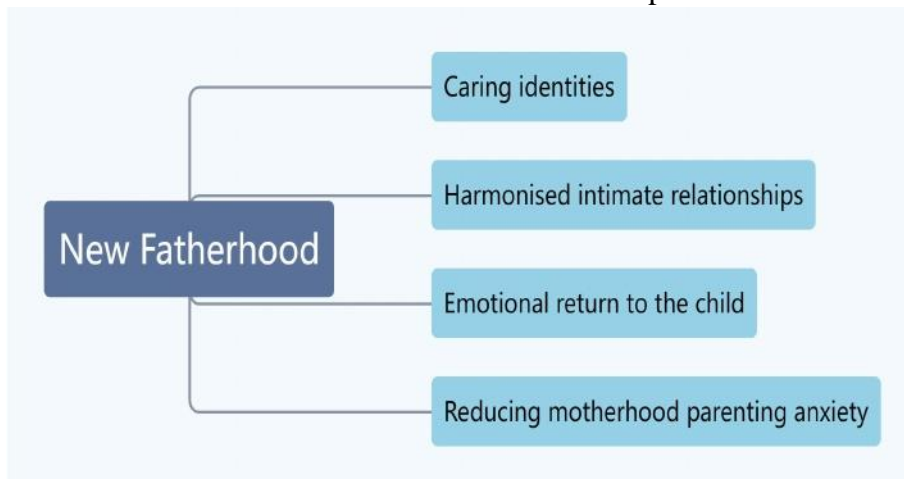 Caring identities
Harmonised intimate relationships
New Fatherhood
Emotional return to the child
Reducing motherhood parenting anxiety